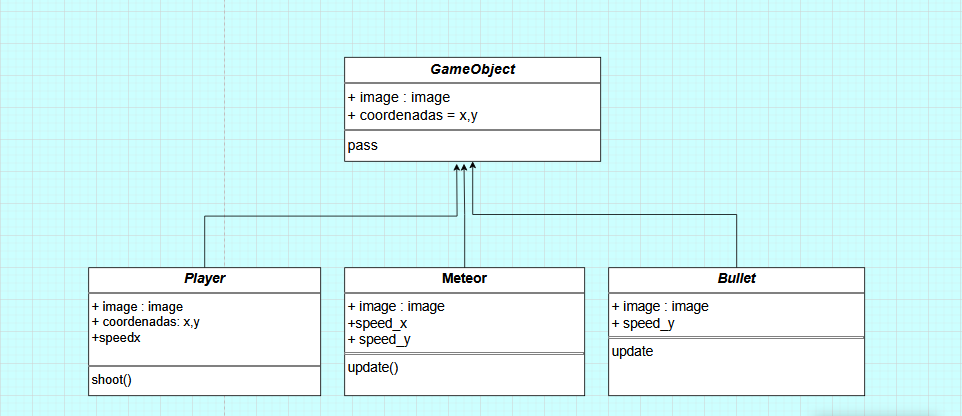 GameObject
+ image : image
+ coordenadas = x,y
pass
Player
+ image : image
+ coordenadas: x,y
+speedx
shoot()
Meteor
+ image : image
+speed_x
+ speed_y
update()
Bullet
+ image : image
+ speed_y
update